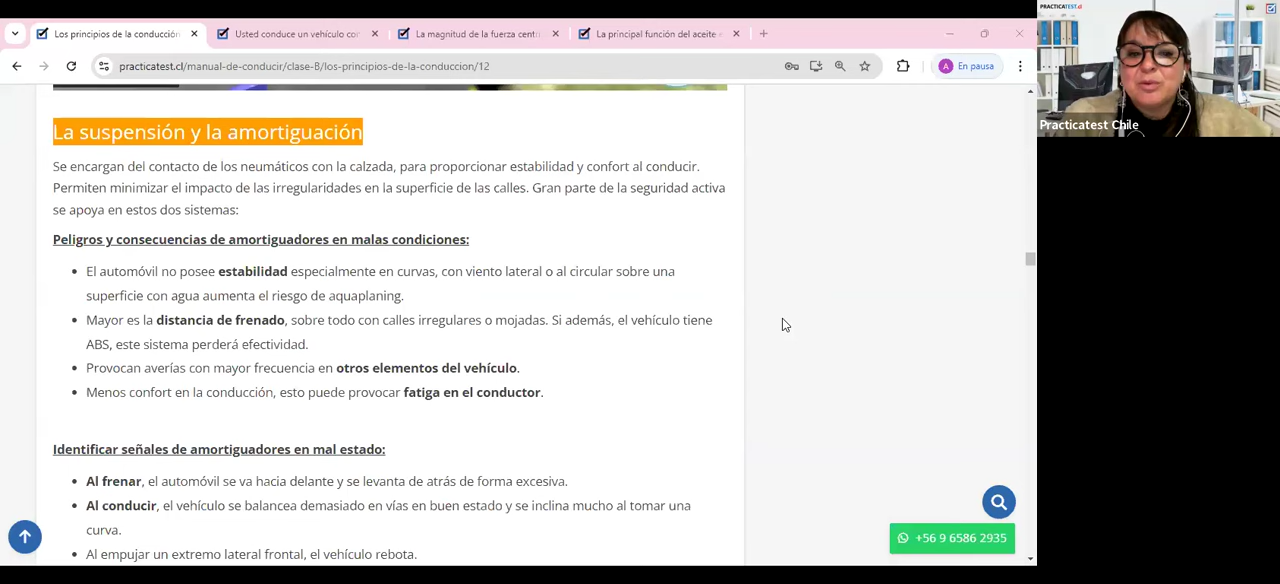 Los principios de la conducción
Usted conduce un vehículo con
La magnitud de la fuerza centrí
La principal función del aceite e
practicatest.cl/manual-de-conducir/clase-B/los-principios-de-la-conduccion/12
A En pausa
PRACTICATEST.cl
Practicatest Chile
La suspensión y la amortiguación
Se encargan del contacto de los neumáticos con la calzada, para proporcionar estabilidad y confort al conducir.
Permiten minimizar el impacto de las irregularidades en la superficie de las calles. Gran parte de la seguridad activa
se apoya en estos dos sistemas:
Peligros y consecuencias de amortiguadores en malas condiciones:
• El automóvil no posee estabilidad especialmente en curvas, con viento lateral o al circular sobre una
superficie con agua aumenta el riesgo de aquaplaning.
• Mayor es la distancia de frenado, sobre todo con calles irregulares o mojadas. Si además, el vehículo tiene
ABS, este sistema perderá efectividad.
• Provocan averías con mayor frecuencia en otros elementos del vehículo.
• Menos confort en la conducción, esto puede provocar fatiga en el conductor.
Identificar señales de amortiguadores en mal estado:
• Al frenar, el automóvil se va hacia delante y se levanta de atrás de forma excesiva.
• Al conducir, el vehículo se balancea demasiado en vías en buen estado y se inclina mucho al tomar una
curva.
• Al empujar un extremo lateral frontal, el vehículo rebota.
+56 9 6586 2935